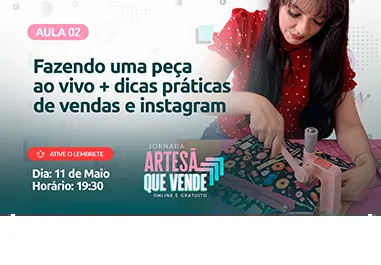 AULA 02
Fazendo uma peça
ao vivo + dicas práticas
de vendas e instagram
ATIVE O LEMBRETE
Dia: 11 de Maio
Horário: 19:30
JORNADA
ARTESÃ
QUE VENDE
ONLINE E GRATUITO